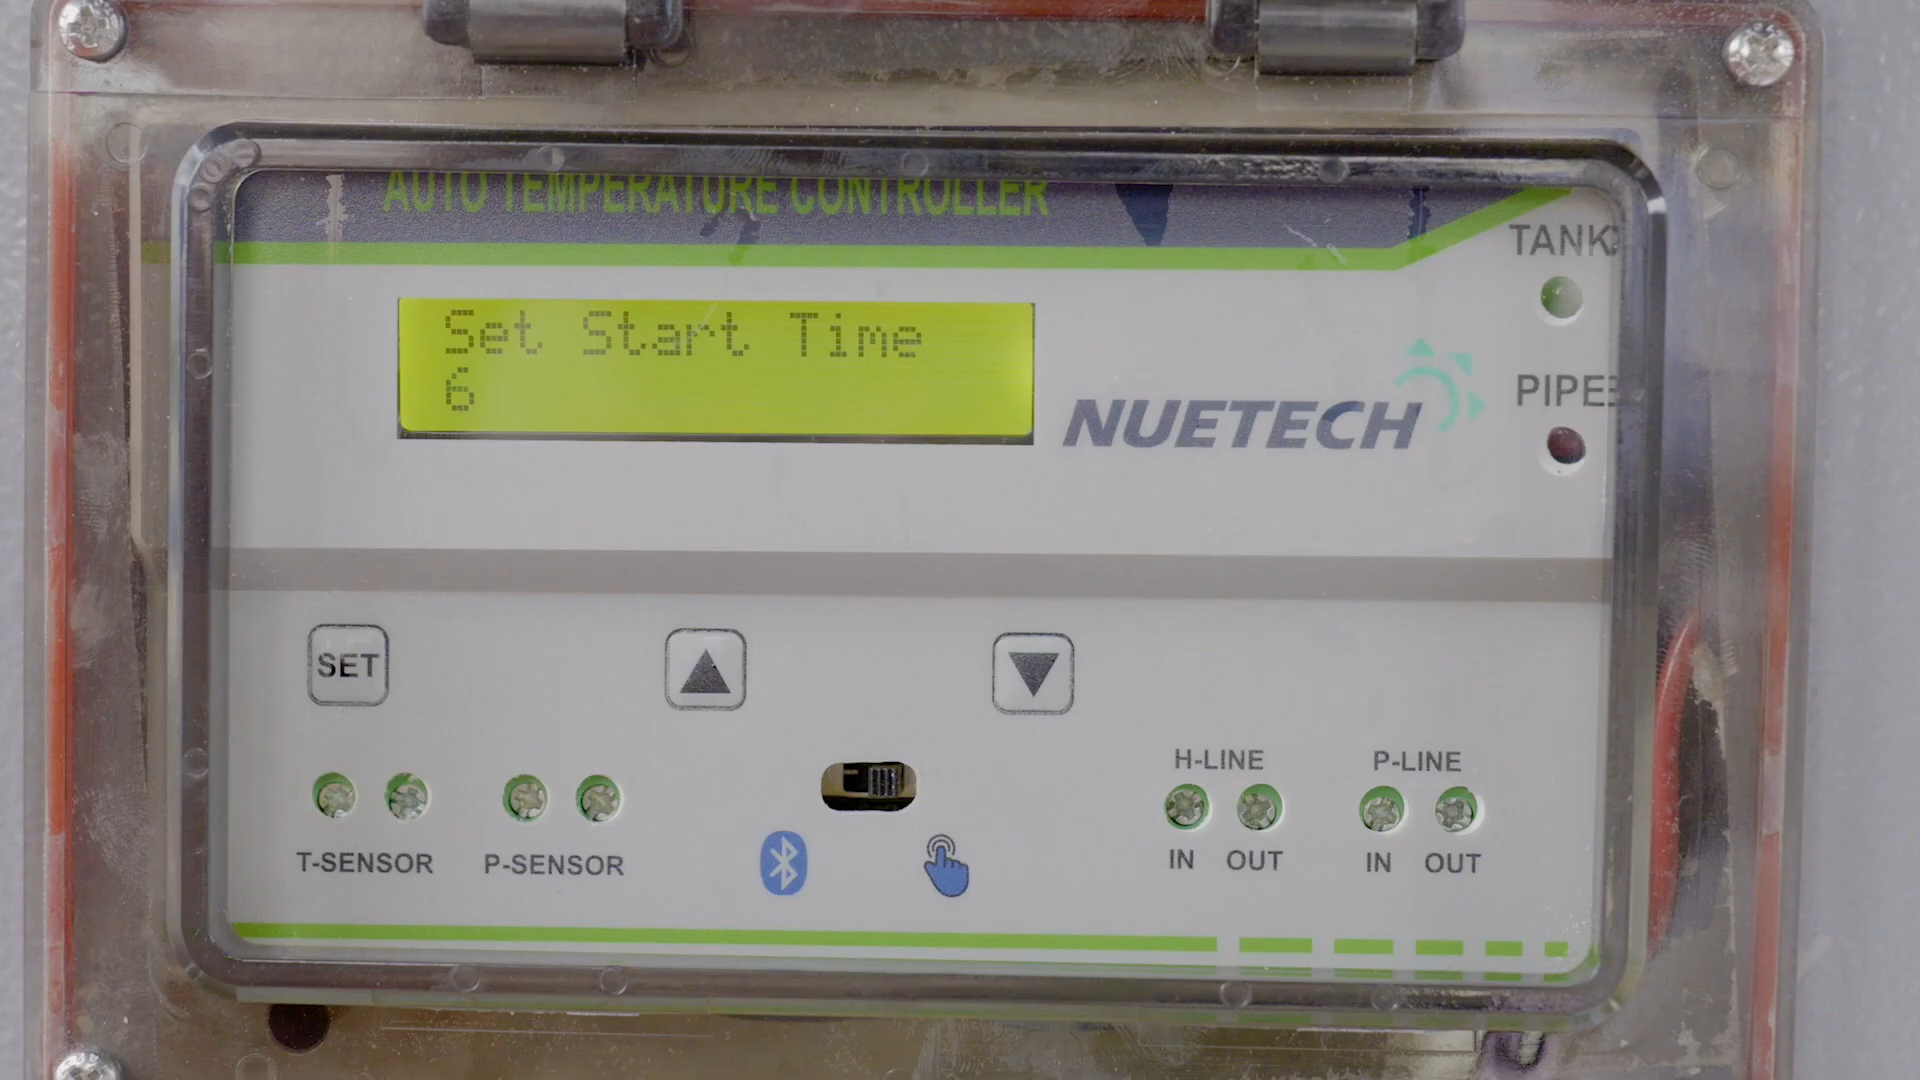 AUTO TEMPERATURE CONTROLLER
TANK
Set Start Time
6
PIPE
NUETECH
SET
H-LINE P-LINE
IN OUT IN OUT
T-SENSOR P-SENSOR